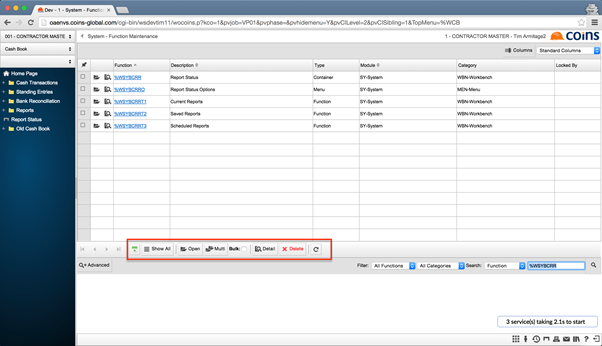 Dev - System - Function
oaenvs.coins-global.com/cgi-bin/wsdevtlm11/wocoins.p?kco=1&pvjob=VP01&pvphase=&pvhidemenu=Y&pvCILevel=2&pvCISibling=1&TopMenu=%WCB
001 - CONTRACTOR MASTE
System - Function Maintenance
1 - CONTRACTOR MASTER - Tim Armitage2
coins
Cash Book
Columns
Standard Columns
Function Description Type Module Category Locked By
Home Page
Cash Transactions
Standing Entries
Bank Reconciliation
Reports
Report Status
Old Cash Book
%WSYBCRR Report Status Container SY-System WBN-Workbench
%WSYBCRRO Report Status Options Menu SY-System MEN-Menu
%WSYBCRRT1 Current Reports Function SY-System WBN-Workbench
%WSYBCRRT2 Saved Reports Function SY-System WBN-Workbench
%WSYBCRRT3 Scheduled Reports Function SY-System WBN-Workbench
Show All Open Multi Bulk: Detail Delete
Advanced
Filter: All Functions All Categories Search: Function %WSYBCRR
3 service(s) taking 2.1s to start